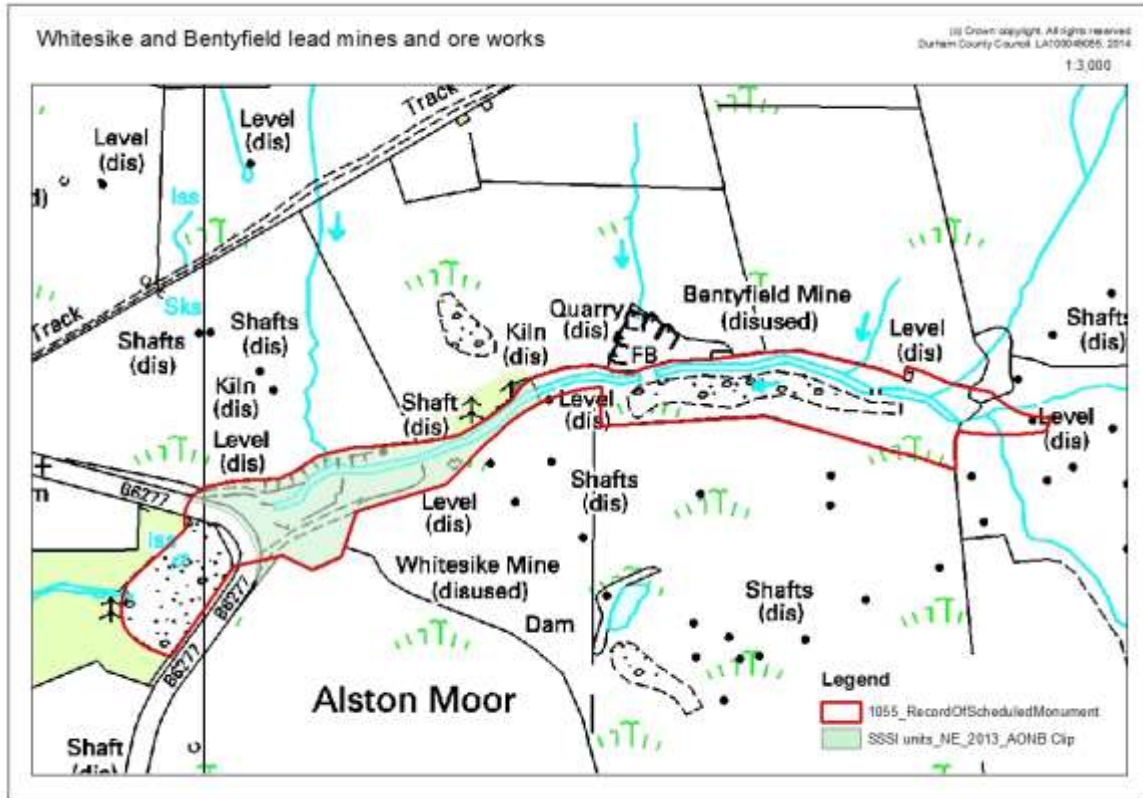 Whitesike and Bentyfield lead mines and ore works
(c) Crown copyright. All rights reserved
Durham County Council. LA100049055, 2014
1:3,000
Track
Level
(dis)
Level
(dis)
Iss
Sks
Track
Shafts
(dis)
Shafts
(dis)
Kiln
(dis)
Level
(dis)
Shaft
(dis)
Kiln
(dis)
Quarry
(dis)
FB
Bentyfield Mine
(disused)
Level
(dis)
Shafts
(dis)
Level
(dis)
Level
(dis)
Level
(dis)
Shafts
(dis)
B6277
Iss
B6277
B6277
Whitesike Mine
(disused)
Dam
Shafts
(dis)
Alston Moor
Shaft
(dis)
Legend
1055_RecordOfScheduledMonument
SSSI units_NE_2013_AONB Clip